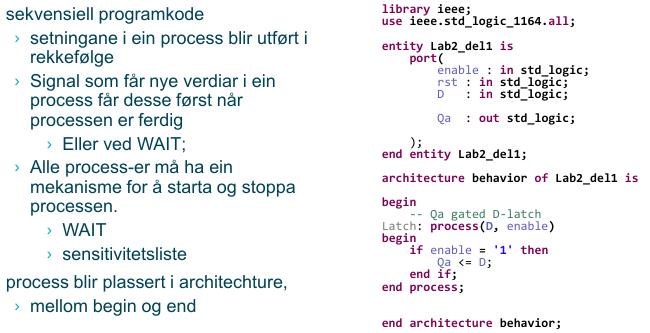 sekvensiell programkode
› setningane i ein process blir utført i
rekkefølge
› Signal som får nye verdiar i ein
process får desse først når
processen er ferdig
› Eller ved WAIT;
› Alle process-er må ha ein
mekanisme for å starta og stoppa
processen.
› WAIT
› sensitivitetsliste
process blir plassert i architechture,
› mellom begin og end
library ieee;
use ieee.std_logic_1164.all;
entity Lab2_del1 is
port(
enable : in std_logic;
rst : in std_logic;
D : in std_logic;
Qa : out std_logic;
);
end entity Lab2_del1;
architecture behavior of Lab2_del1 is
begin
-- Qa gated D-latch
Latch: process(D, enable)
begin
if enable = '1' then
Qa <= D;
end if;
end process;
end architecture behavior;